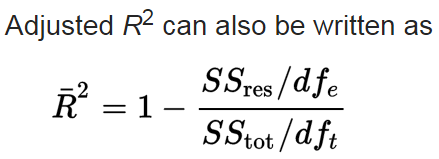 Adjusted R² can also be written as
R̄² = 1 − (SS_res/df_e) / (SS_tot/df_t)